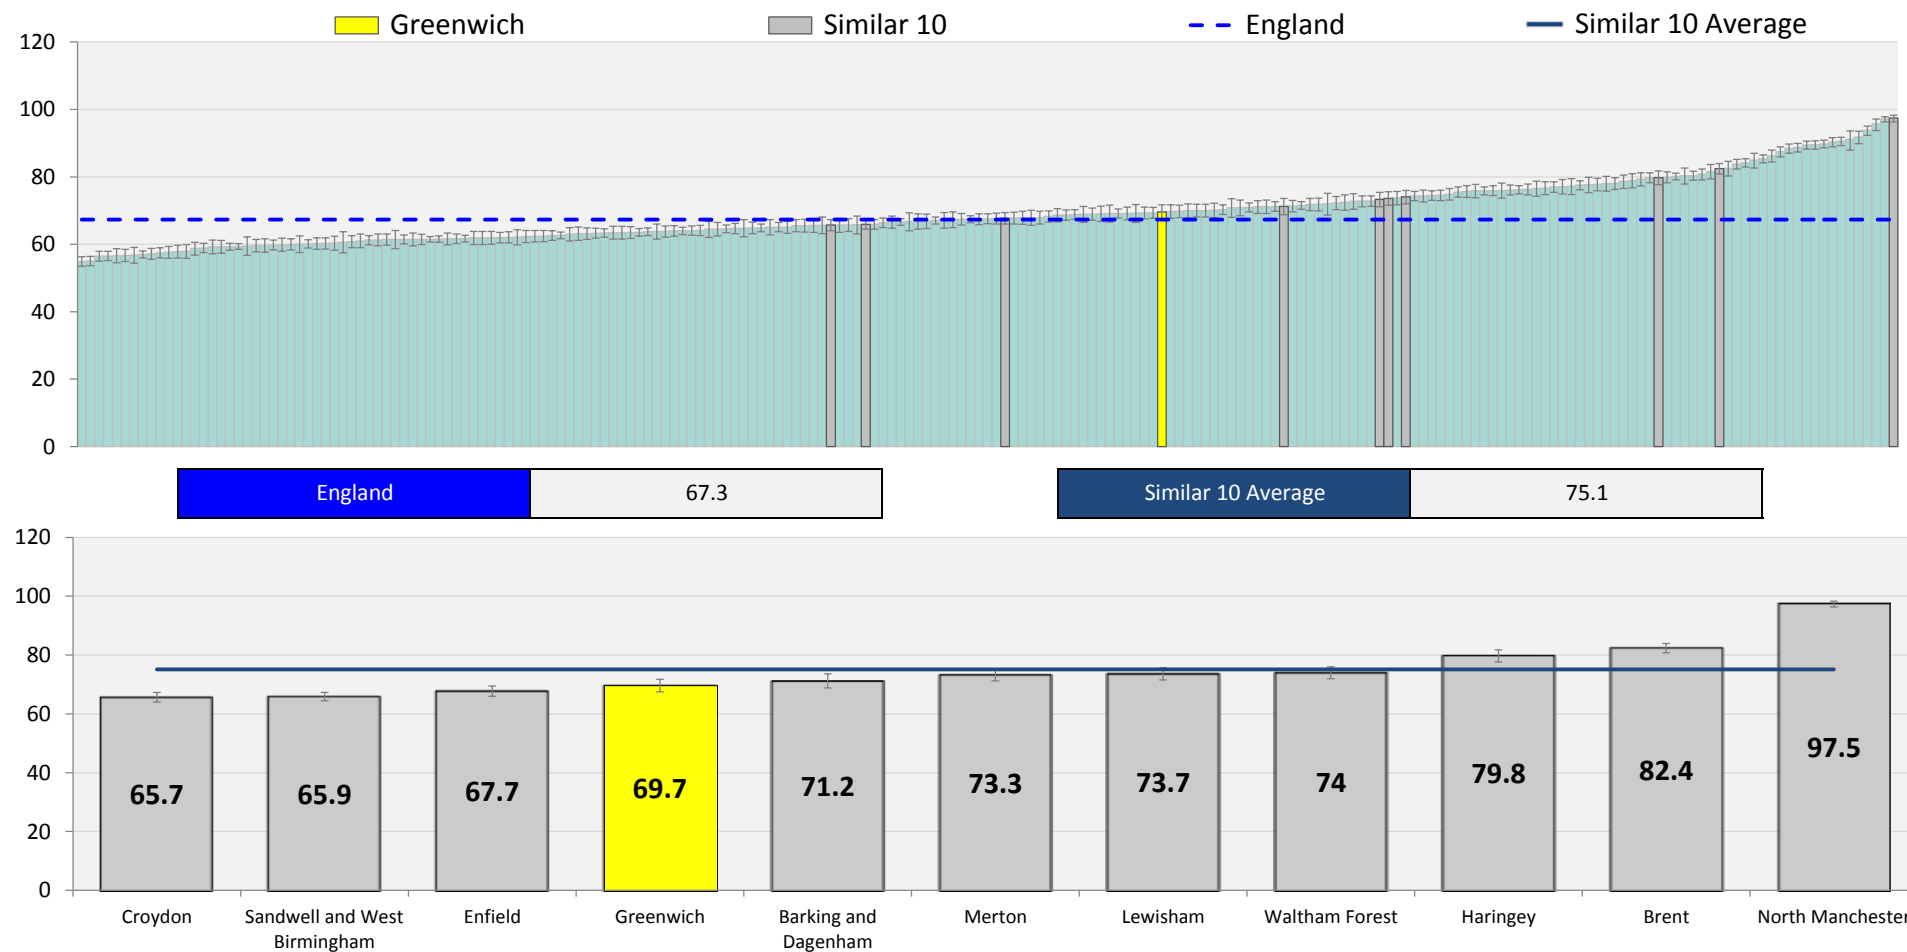 Greenwich
Similar 10
England
Similar 10 Average
120
100
80
60
40
20
0
England
67.3
Similar 10 Average
75.1
120
100
80
60
40
20
0
65.7
65.9
67.7
69.7
71.2
73.3
73.7
74
79.8
82.4
97.5
Croydon
Sandwell and West
Birmingham
Enfield
Greenwich
Barking and
Dagenham
Merton
Lewisham
Waltham Forest
Haringey
Brent
North Manchester